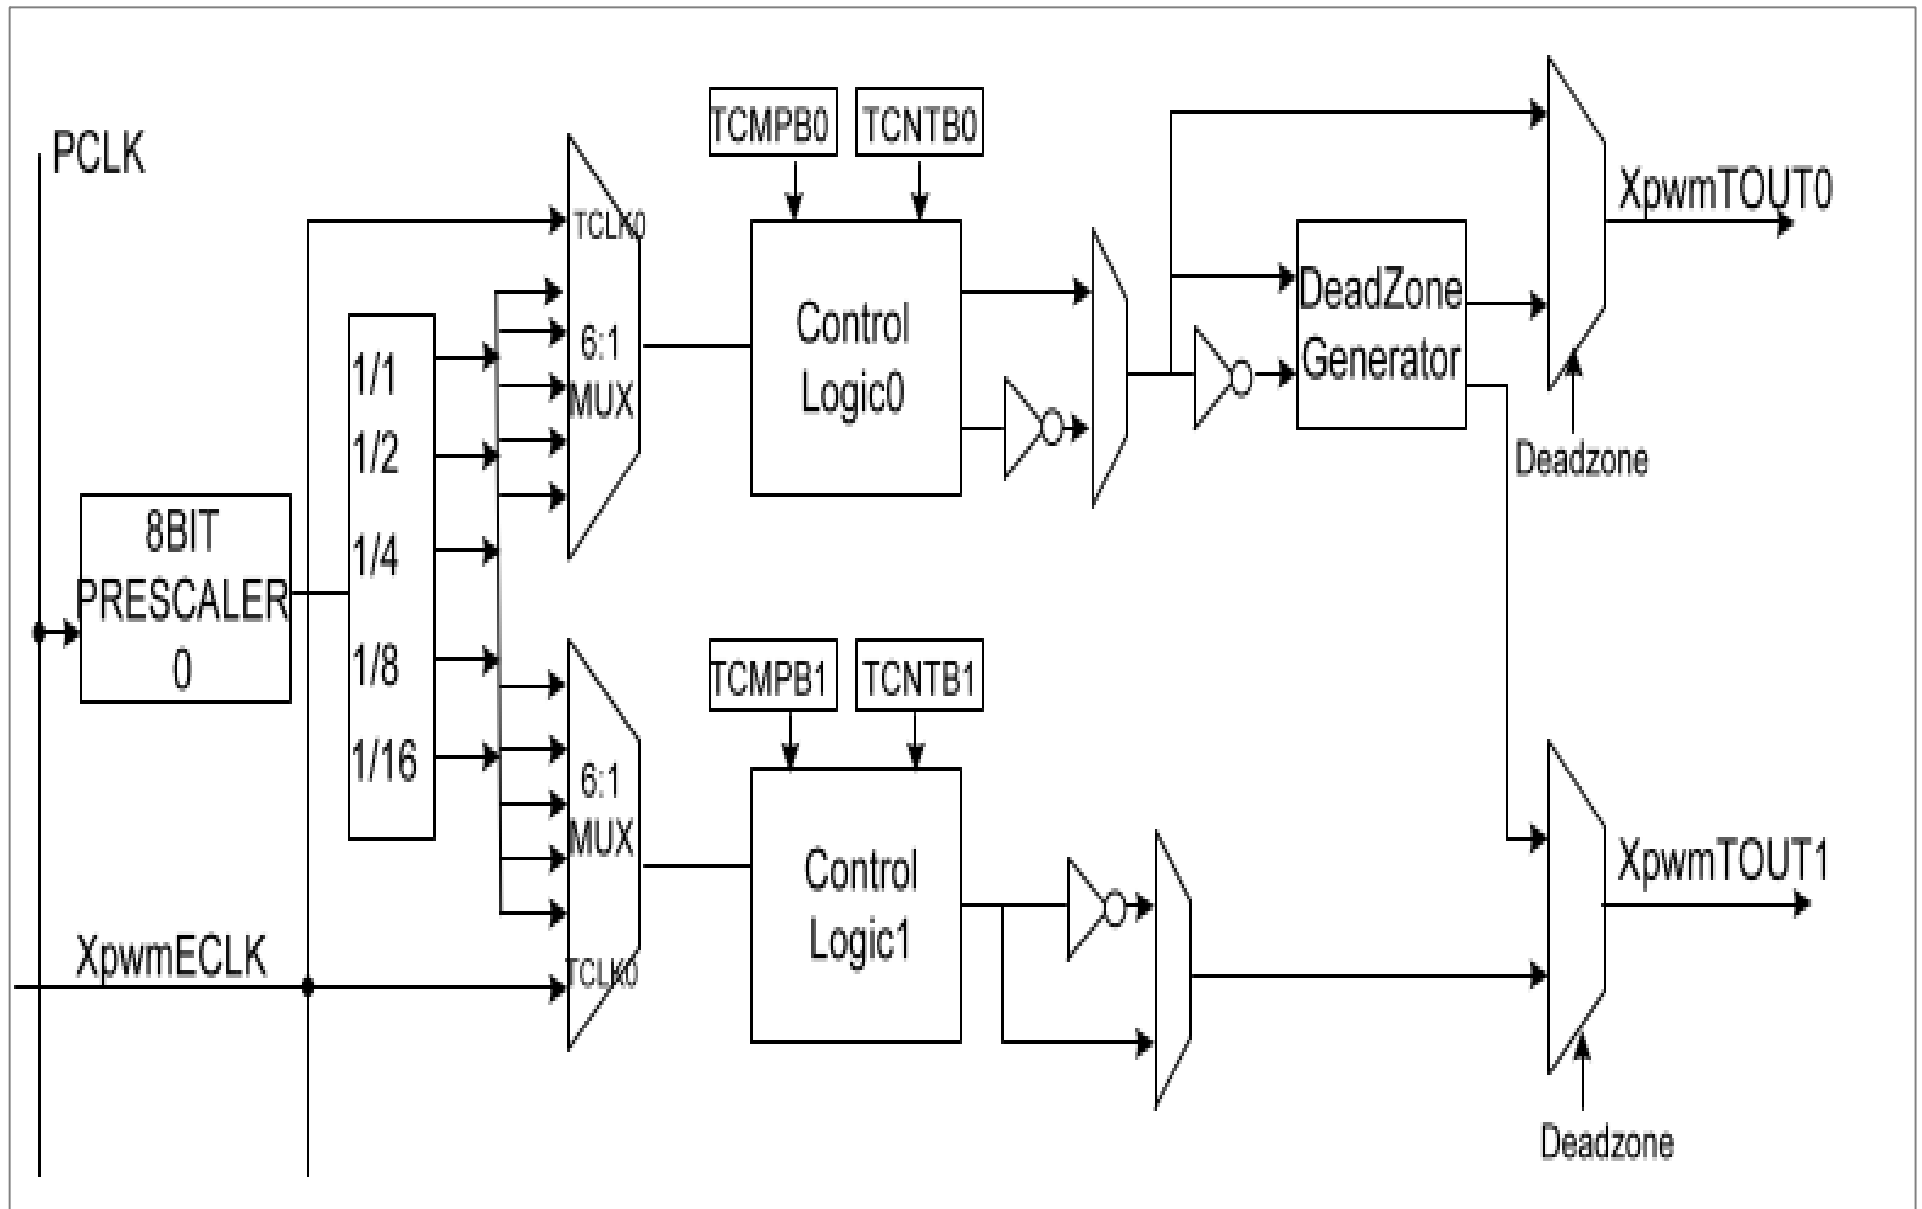 PCLK
TCMPB0
TCNTB0
XpwmTOUT0
TCLK0
6:1
MUX
Control
Logic0
DeadZone
Generator
Deadzone
1/1
1/2
1/4
1/8
1/16
8BIT
PRESCALER
0
TCMPB1
TCNTB1
6:1
MUX
TCLK0
Control
Logic1
XpwmTOUT1
XpwmECLK
Deadzone